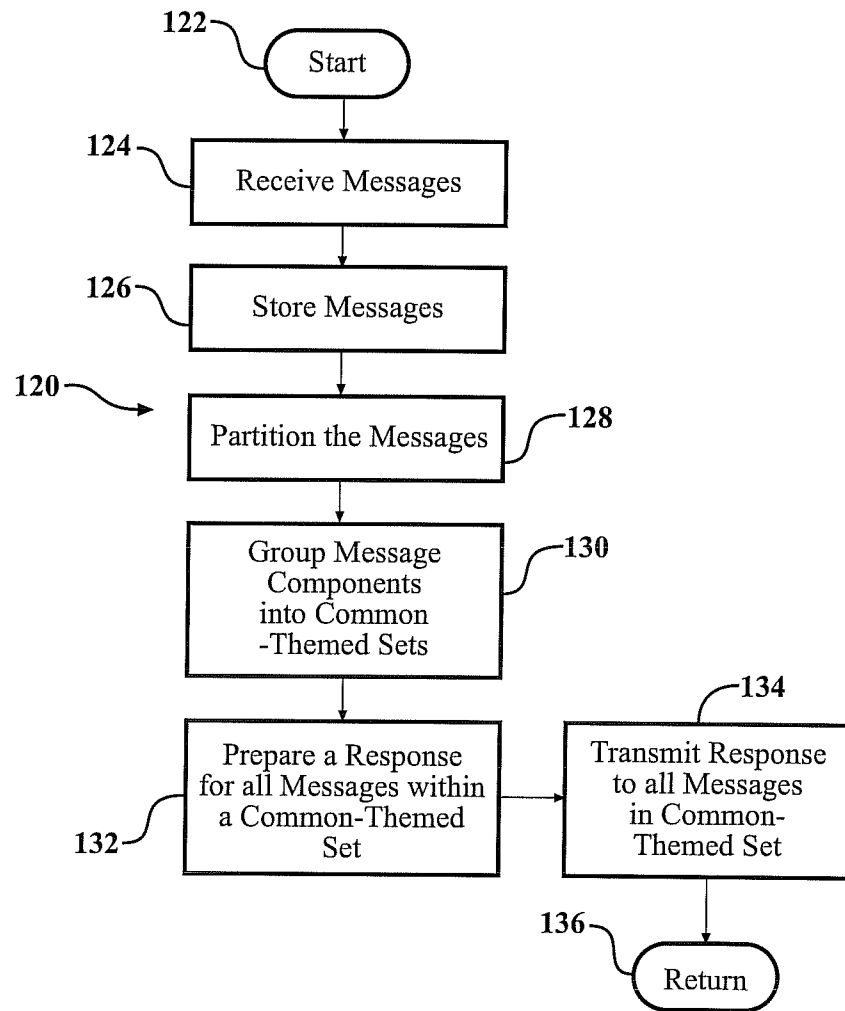 122
Start
124
Receive Messages
126
Store Messages
120
Partition the Messages
128
Group Message
Components
into Common
-Themed Sets
130
Prepare a Response
for all Messages within
a Common-Themed
Set
132
134
Transmit Response
to all Messages
in Common-
Themed Set
136
Return